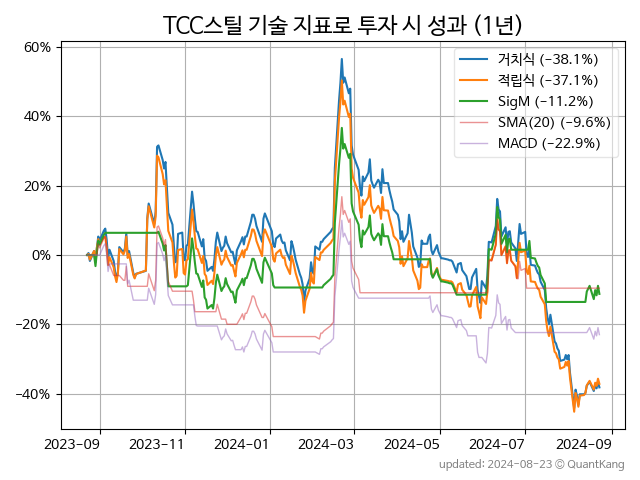 TCC스틸 기술 지표로 투자 시 성과 (1년)
60%
40%
20%
0%
−20%
−40%
거치식 (−38.1%)
적립식 (−37.1%)
SigM (−11.2%)
SMA(20) (−9.6%)
MACD (−22.9%)
2023-09 2023-11 2024-01 2024-03 2024-05 2024-07 2024-09
updated: 2024-08-23 © QuantKang